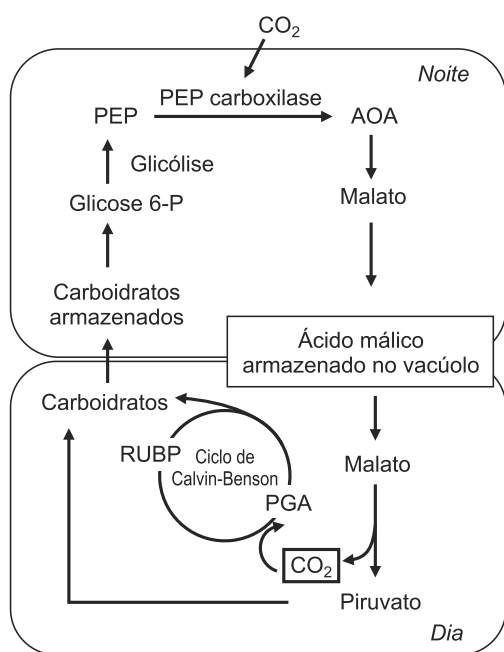 CO2
Noite
PEP carboxilase
PEP
AOA
Glicólise
Malato
Glicose 6-P
Carboidratos
armazenados
Ácido málico
armazenado no vacúolo
Carboidratos
RUBP
Ciclo de
Calvin-Benson
Malato
PGA
CO2
Piruvato
Dia